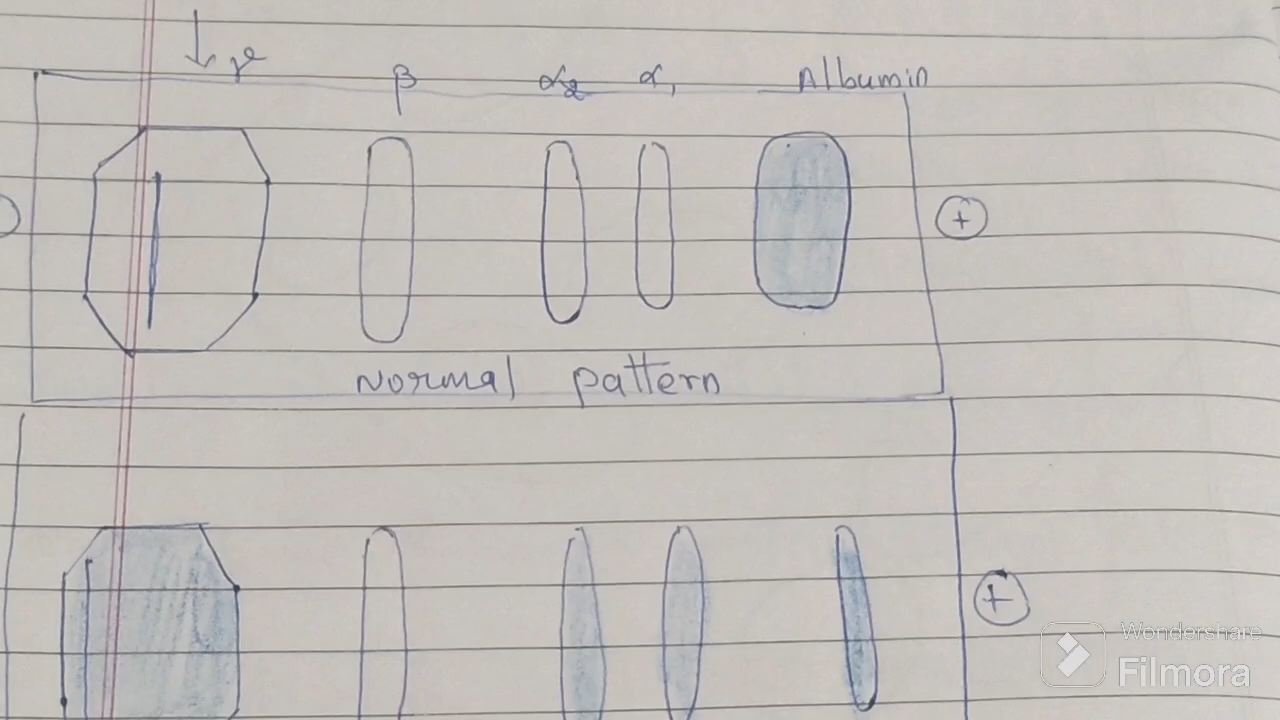 γ β α2 α1 Albumin
+
Normal pattern
+
Wondershare
Filmora